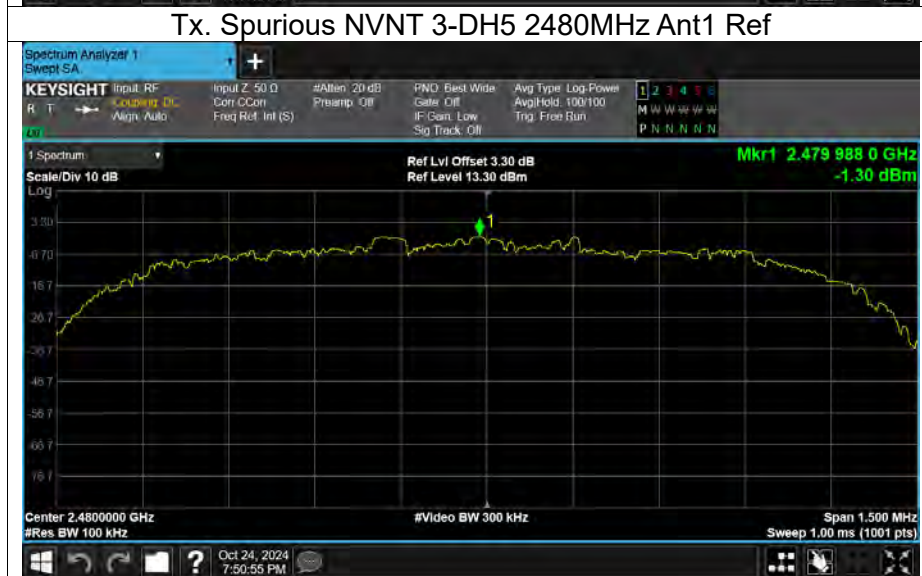 Tx. Spurious NVNT 3-DH5 2480MHz Ant1 Ref
Spectrum Analyzer 1
Swept SA
+
KEYSIGHT Input: RF
R T Coupling: DC
Align: Auto
Input Z: 50 Ω
Corr CCorr
Freq Ref: Int (S)
#Atten: 20 dB
Preamp: Off
PNO: Best Wide
Gate: Off
IF Gain: Low
Sig Track: Off
Avg Type: Log-Power
Avg|Hold: 100/100
Trig: Free Run
1 2 3 4 5 6
M W W W W W
P N N N N N
LXI
1 Spectrum
Scale/Div 10 dB
Ref Lvl Offset 3.30 dB
Ref Level 13.30 dBm
Mkr1 2.479 988 0 GHz
-1.30 dBm
Log
1
3.30
-6.70
-16.7
-26.7
-36.7
-46.7
-56.7
-66.7
-76.7
Center 2.4800000 GHz
#Video BW 300 kHz
Span 1.500 MHz
#Res BW 100 kHz
Sweep 1.00 ms (1001 pts)
?
Oct 24, 2024
7:50:55 PM